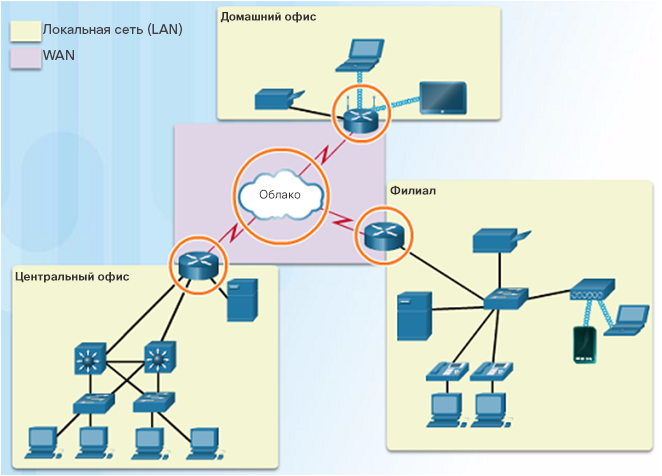 Домашний офис
Локальная сеть (LAN)
WAN
Облако
Филиал
Центральный офис